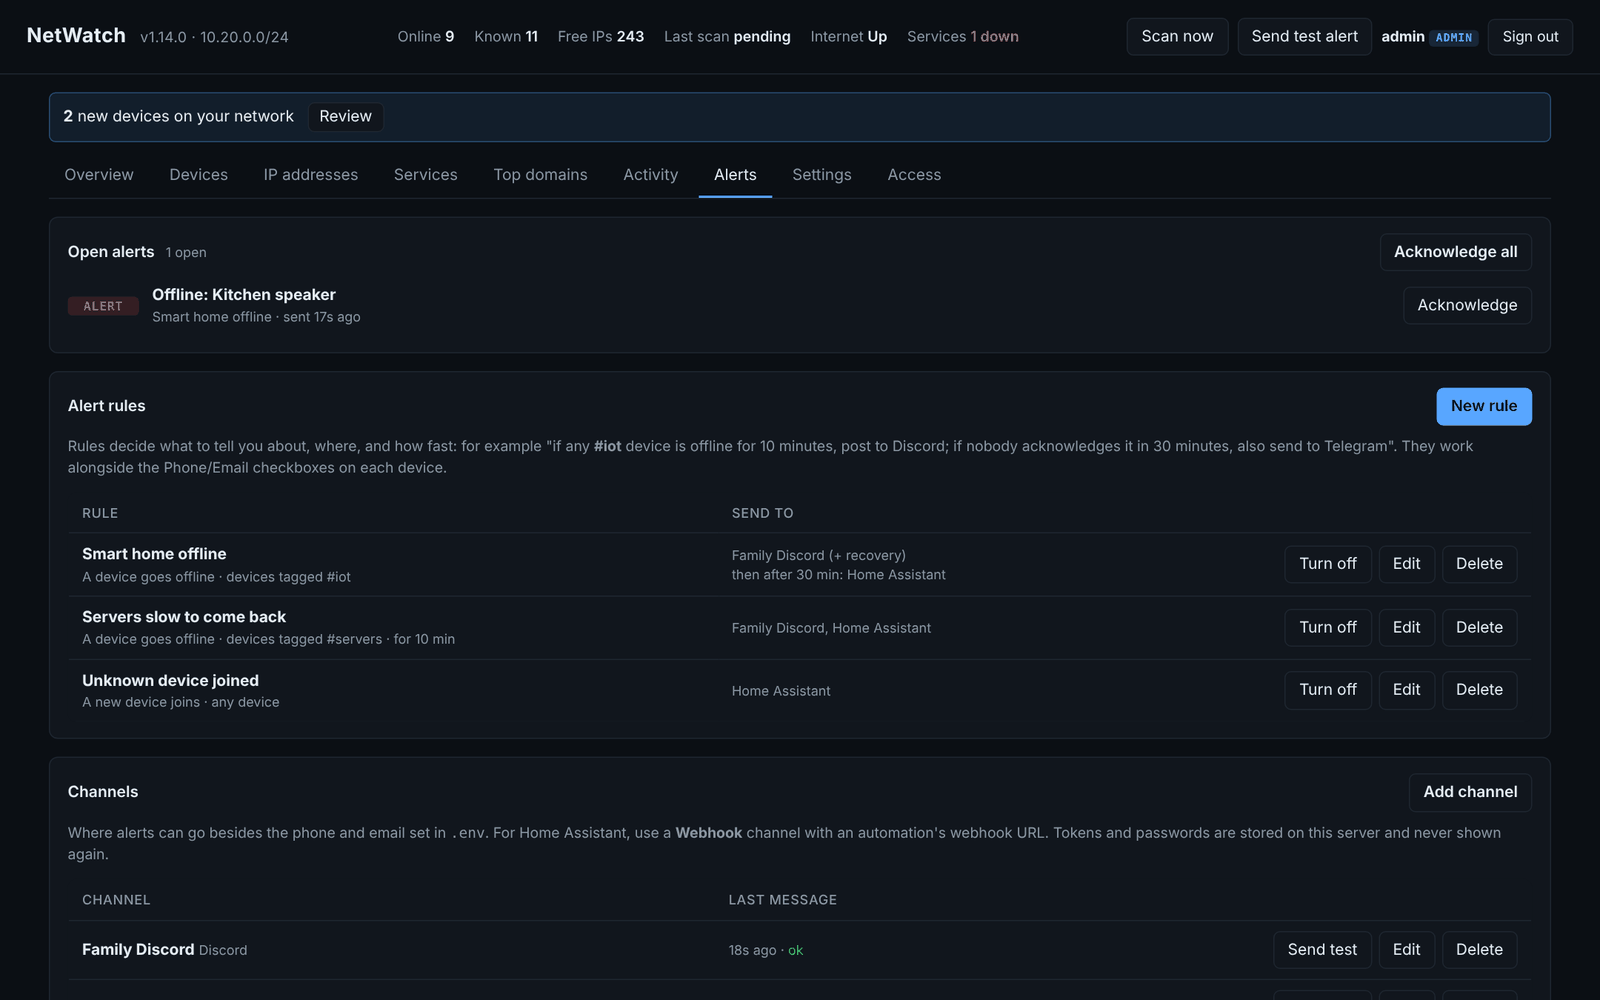 NetWatch v1.14.0 · 10.20.0.0/24
Online 9 Known 11 Free IPs 243 Last scan pending Internet Up Services 1 down
Scan now Send test alert admin ADMIN Sign out
2 new devices on your network Review
Overview Devices IP addresses Services Top domains Activity Alerts Settings Access
Open alerts 1 open Acknowledge all
ALERT Offline: Kitchen speaker Acknowledge
Smart home offline · sent 17s ago
Alert rules New rule
Rules decide what to tell you about, where, and how fast: for example "if any #iot device is offline for 10 minutes, post to Discord; if nobody acknowledges it in 30 minutes, also send to Telegram". They work
alongside the Phone/Email checkboxes on each device.
RULE SEND TO
Smart home offline
A device goes offline · devices tagged #iot
Family Discord (+ recovery)
then after 30 min: Home Assistant
Turn off Edit Delete
Servers slow to come back
A device goes offline · devices tagged #servers · for 10 min
Family Discord, Home Assistant
Turn off Edit Delete
Unknown device joined
A new device joins · any device
Home Assistant
Turn off Edit Delete
Channels Add channel
Where alerts can go besides the phone and email set in .env. For Home Assistant, use a Webhook channel with an automation's webhook URL. Tokens and passwords are stored on this server and never shown
again.
CHANNEL LAST MESSAGE
Family Discord Discord 18s ago · ok Send test Edit Delete